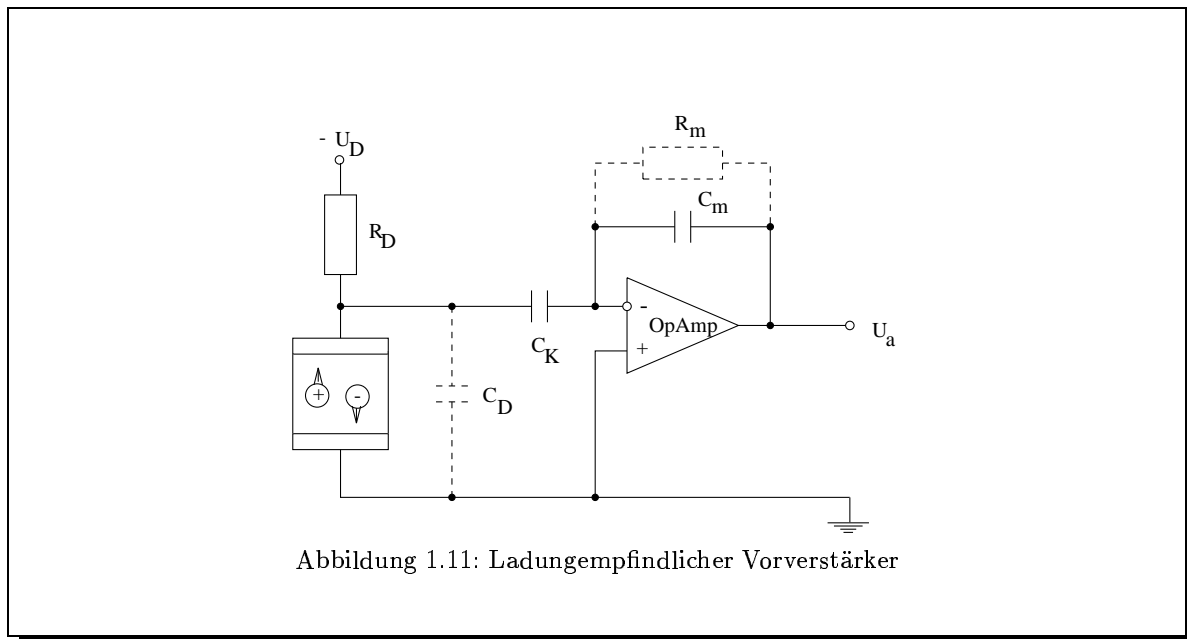 - U_D
R_m
C_m
R_D
-
OpAmp
U_a
C_K
+
+
-
C_D
Abbildung 1.11: Ladungempfindlicher Vorverstärker